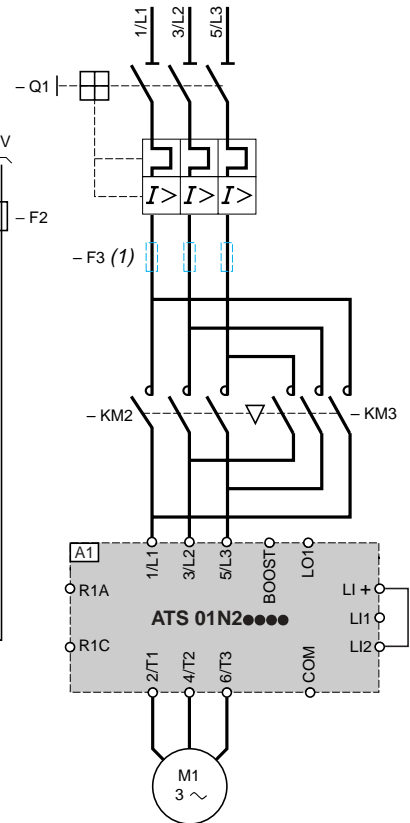 1/L1
3/L2
5/L3
– Q1
V
I>
I>
I>
– F2
– F3 (1)
– KM2
– KM3
A1
1/L1
3/L2
5/L3
BOOST
LO1
R1A
LI +
ATS 01N2●●●●
LI1
R1C
LI2
2/T1
4/T2
6/T3
COM
M1
3 ~